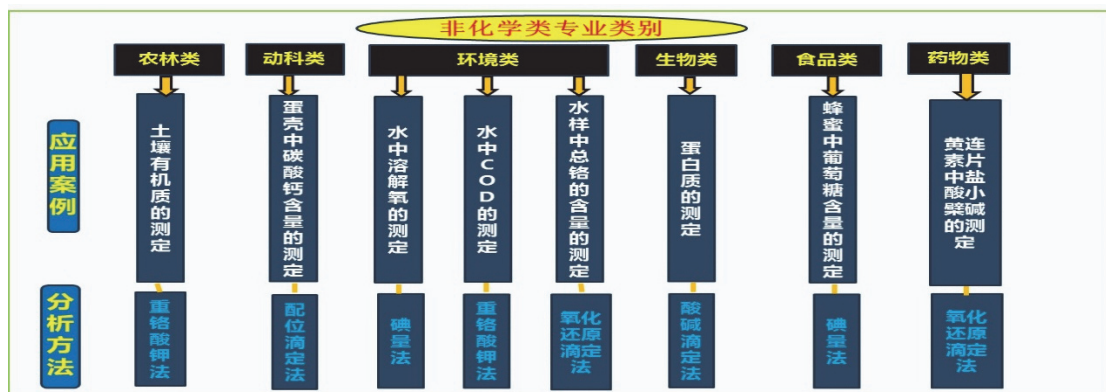 非化学类专业类别
农林类
动科类
环境类
生物类
食品类
药物类
应用案例
土壤有机质的测定
蛋壳中碳酸钙含量的测定
水中溶解氧的测定
水中COD的测定
水样中总铬的含量的测定
蛋白质的测定
蜂蜜中葡萄糖含量的测定
黄连素片中盐酸小檗碱的测定
分析方法
重铬酸钾法
配位滴定法
碘量法
重铬酸钾法
氧化还原滴定法
酸碱滴定法
碘量法
氧化还原滴定法